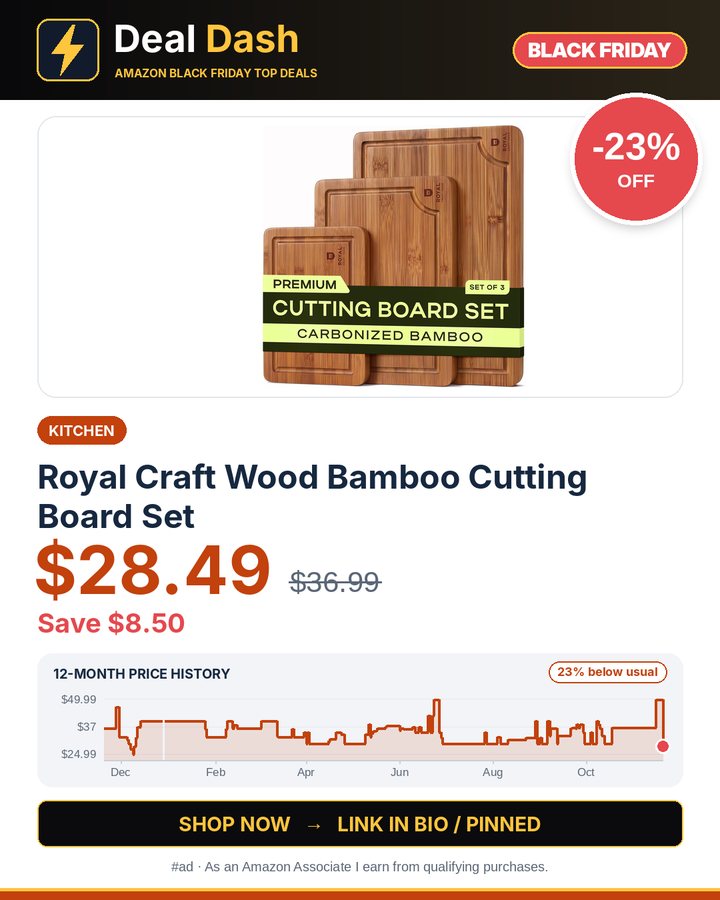 Deal Dash
AMAZON BLACK FRIDAY TOP DEALS
BLACK FRIDAY
-23%
OFF
ROYAL
ROYAL
ROYAL
PREMIUM
SET OF 3
CUTTING BOARD SET
CARBONIZED BAMBOO
KITCHEN
Royal Craft Wood Bamboo Cutting
Board Set
$28.49 $36.99
Save $8.50
12-MONTH PRICE HISTORY
23% below usual
$49.99
$37
$24.99
Dec Feb Apr Jun Aug Oct
SHOP NOW → LINK IN BIO / PINNED
#ad · As an Amazon Associate I earn from qualifying purchases.